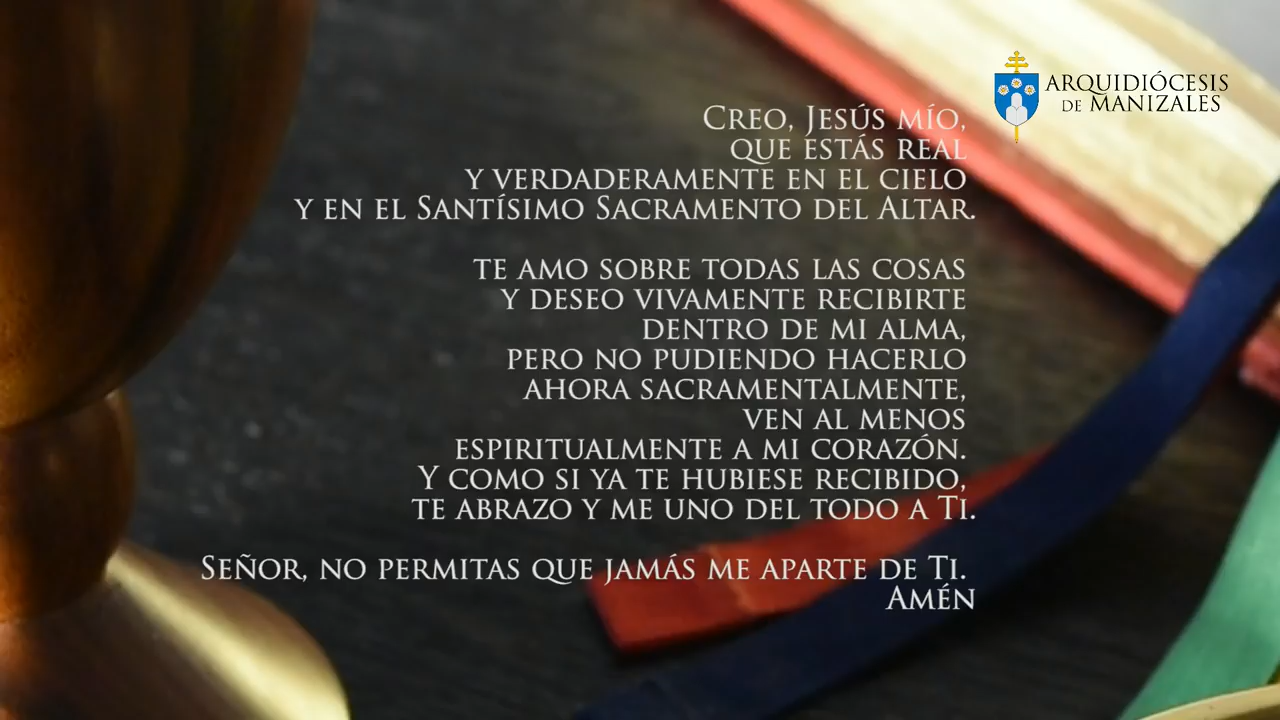 ARQUIDIÓCESIS
DE MANIZALES
CREO, JESÚS MÍO,
QUE ESTÁS REAL
Y VERDADERAMENTE EN EL CIELO
Y EN EL SANTÍSIMO SACRAMENTO DEL ALTAR.
TE AMO SOBRE TODAS LAS COSAS
Y DESEO VIVAMENTE RECIBIRTE
DENTRO DE MI ALMA,
PERO NO PUDIENDO HACERLO
AHORA SACRAMENTALMENTE,
VEN AL MENOS
ESPIRITUALMENTE A MI CORAZÓN.
Y COMO SI YA TE HUBIESE RECIBIDO,
TE ABRAZO Y ME UNO DEL TODO A TI.
SEÑOR, NO PERMITAS QUE JAMÁS ME APARTE DE TI.
AMÉN